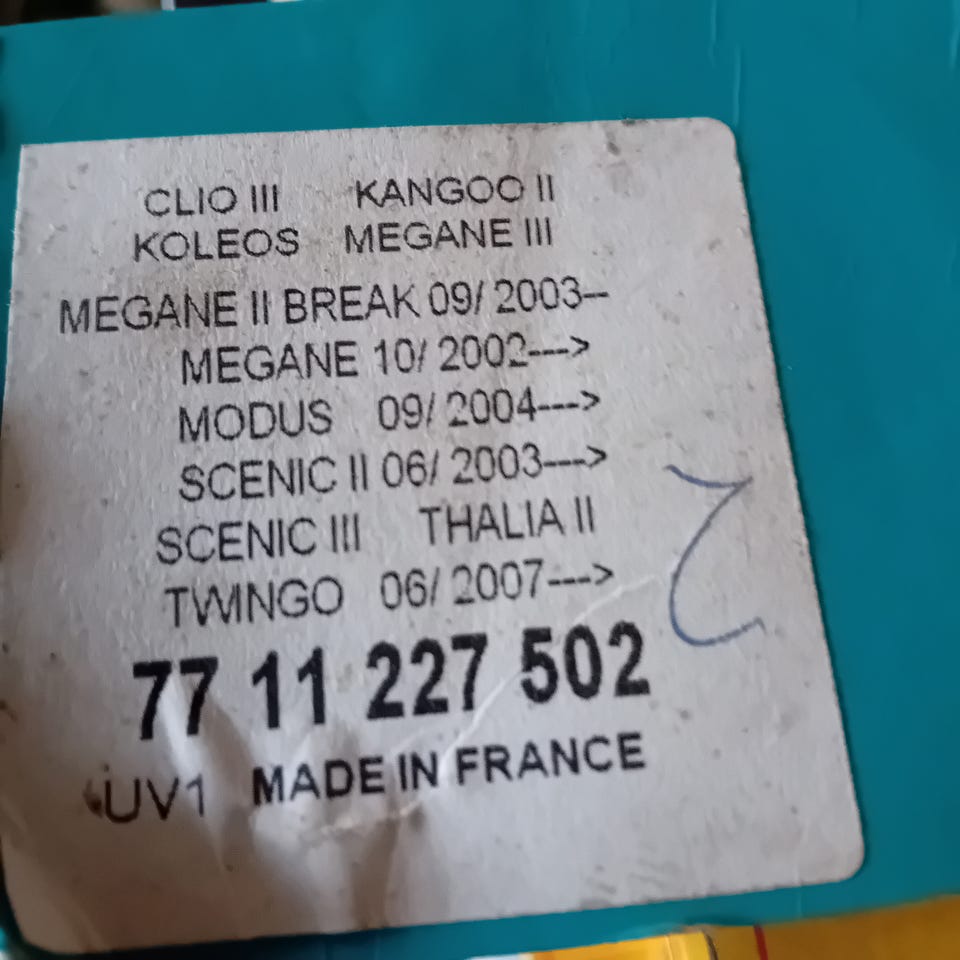 CLIO III KANGOO II
KOLEOS MEGANE III
MEGANE II BREAK 09/ 2003–
MEGANE 10/ 2002--->
MODUS 09/ 2004--->
SCENIC II 06/ 2003--->
SCENIC III THALIA II
TWINGO 06/ 2007--->
77 11 227 502
UV1 MADE IN FRANCE